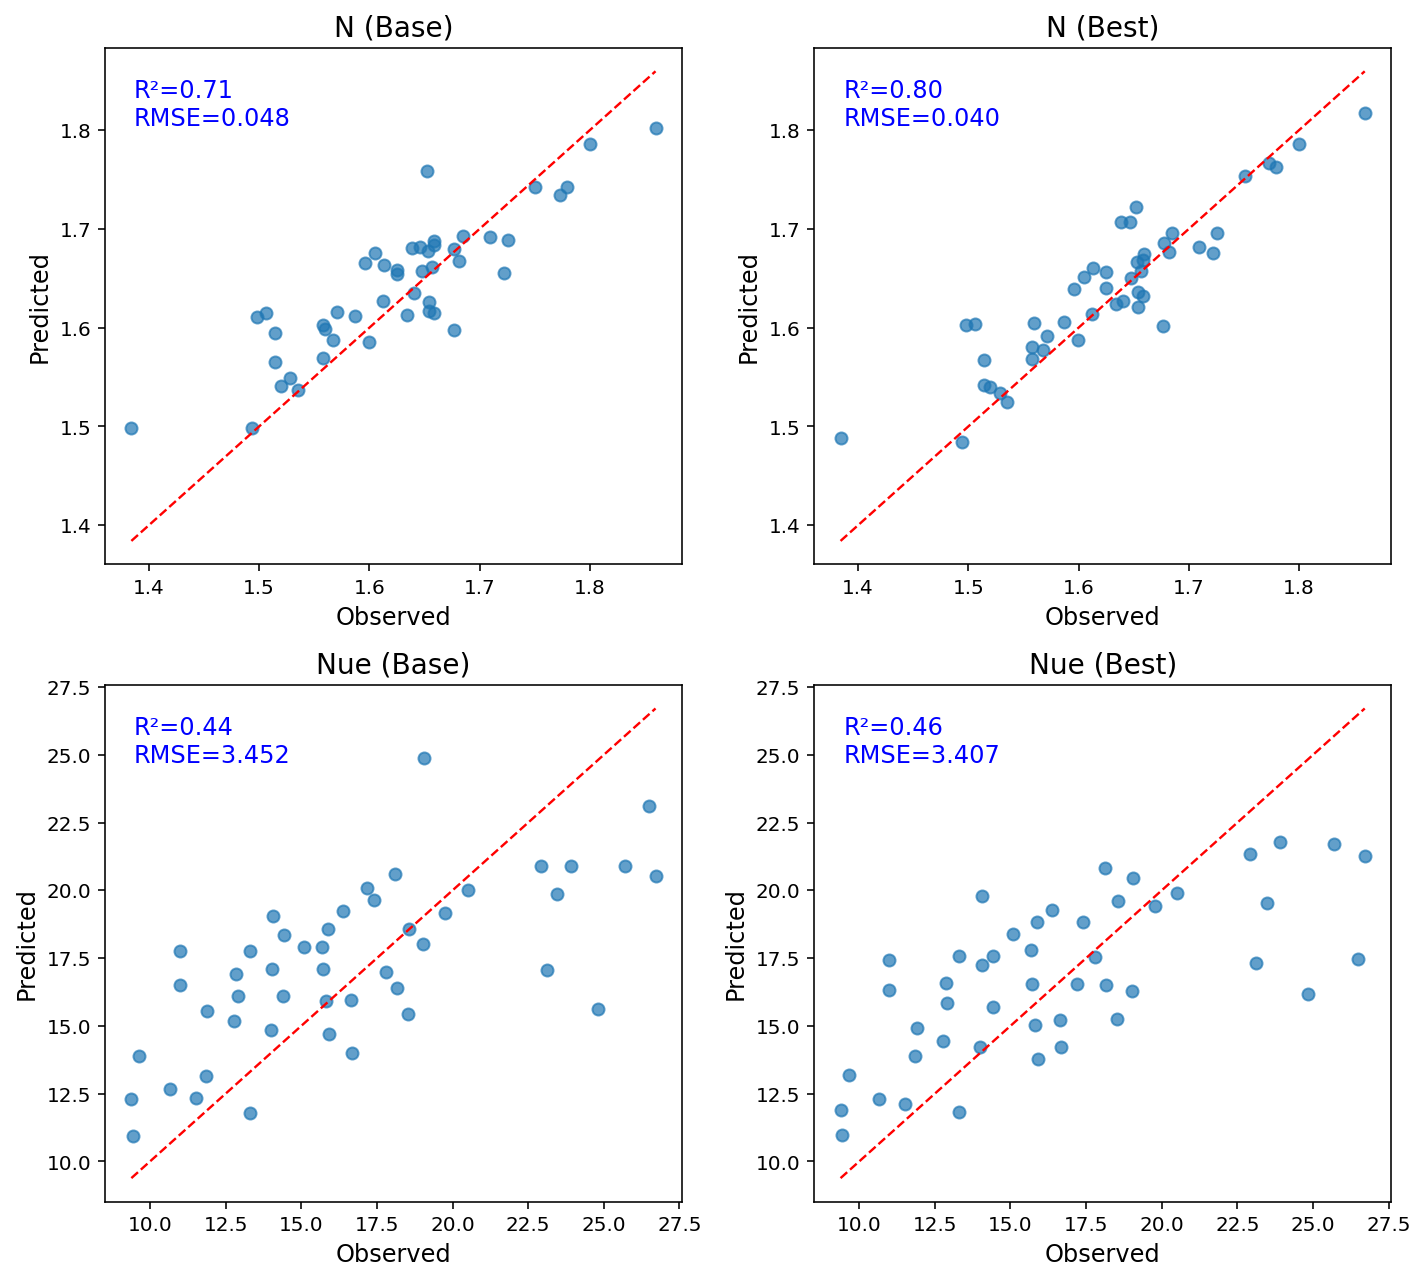 N (Base)
R²=0.71
RMSE=0.048
1.8
1.7
1.6
1.5
1.4
Predicted
1.4 1.5 1.6 1.7 1.8
Observed
N (Best)
R²=0.80
RMSE=0.040
1.8
1.7
1.6
1.5
1.4
Predicted
1.4 1.5 1.6 1.7 1.8
Observed
Nue (Base)
R²=0.44
RMSE=3.452
27.5
25.0
22.5
20.0
17.5
15.0
12.5
10.0
Predicted
10.0 12.5 15.0 17.5 20.0 22.5 25.0 27.5
Observed
Nue (Best)
R²=0.46
RMSE=3.407
27.5
25.0
22.5
20.0
17.5
15.0
12.5
10.0
Predicted
10.0 12.5 15.0 17.5 20.0 22.5 25.0 27.5
Observed